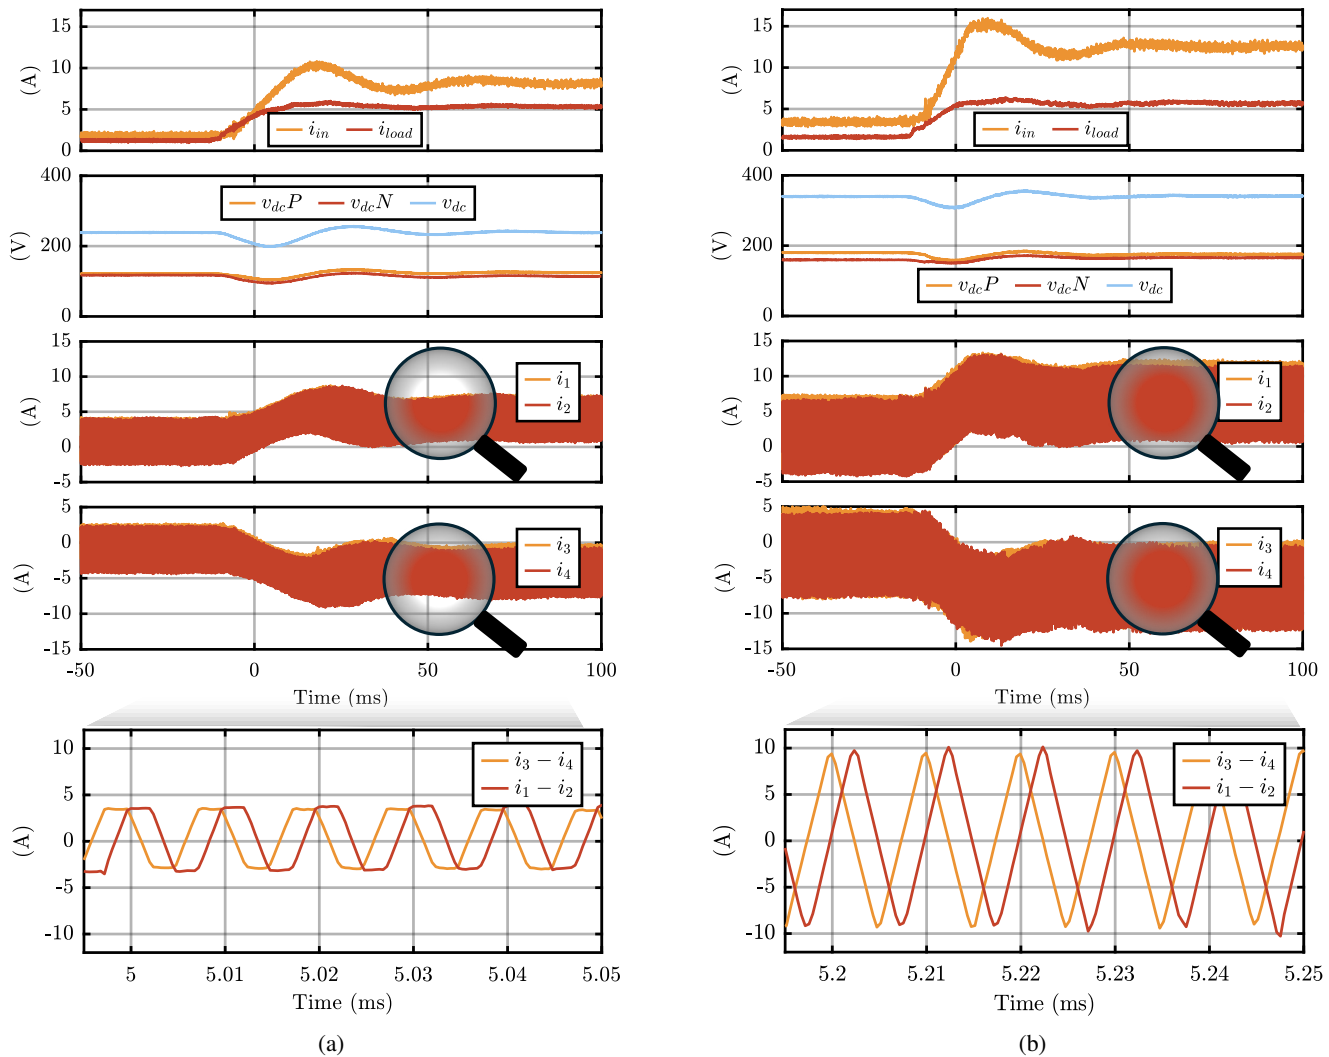 15
10
5
0
(A)
i_in i_load
400
200
0
(V)
v_dcP v_dcN v_dc
15
10
5
0
-5
(A)
i_1
i_2
5
0
-5
-10
-15
(A)
i_3
i_4
-50 0 50 100
Time (ms)
10
5
0
-5
-10
(A)
i_3 − i_4
i_1 − i_2
5 5.01 5.02 5.03 5.04 5.05
Time (ms)
(a)
15
10
5
0
(A)
i_in i_load
400
200
0
(V)
v_dcP v_dcN v_dc
15
10
5
0
-5
(A)
i_1
i_2
5
0
-5
-10
-15
(A)
i_3
i_4
-50 0 50 100
Time (ms)
10
5
0
-5
-10
(A)
i_3 − i_4
i_1 − i_2
5.2 5.21 5.22 5.23 5.24 5.25
Time (ms)
(b)